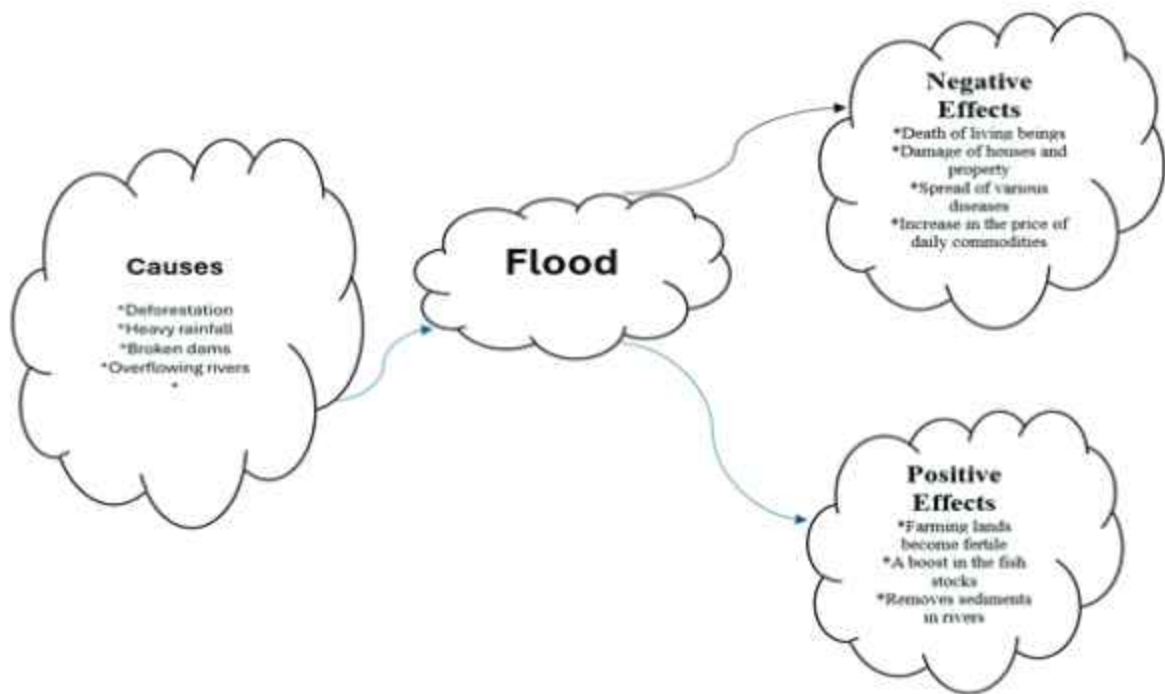 Causes
*Deforestation
*Heavy rainfall
*Broken dams
*Overflowing rivers
*
Flood
Negative
Effects
*Death of living beings
*Damage of houses and
property
*Spread of various
diseases
*Increase in the price of
daily commodities
Positive
Effects
*Farming lands
become fertile
*A boost in the fish
stocks
*Removes sediments
in rivers